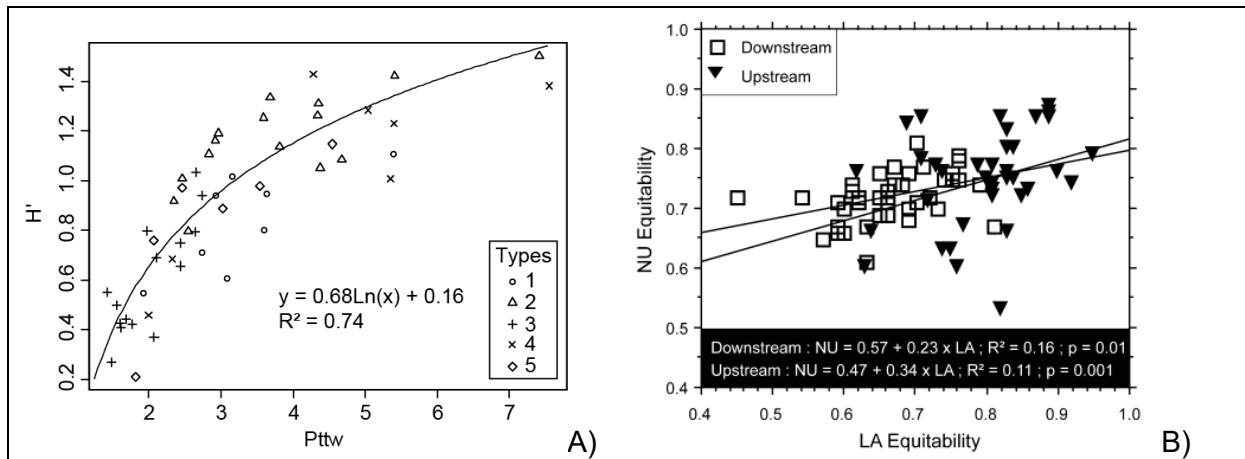 H'
1.4
1.2
1.0
0.8
0.6
0.4
0.2
Types
1
2
3
4
5
y = 0.68Ln(x) + 0.16
R² = 0.74
2 3 4 5 6 7
Pttw
A)
NU Equitability
1.0
0.9
0.8
0.7
0.6
0.5
0.4
Downstream
Upstream
Downstream : NU = 0.57 + 0.23 x LA ; R² = 0.16 ; p = 0.01
Upstream : NU = 0.47 + 0.34 x LA ; R² = 0.11 ; p = 0.001
0.4 0.5 0.6 0.7 0.8 0.9 1.0
LA Equitability
B)